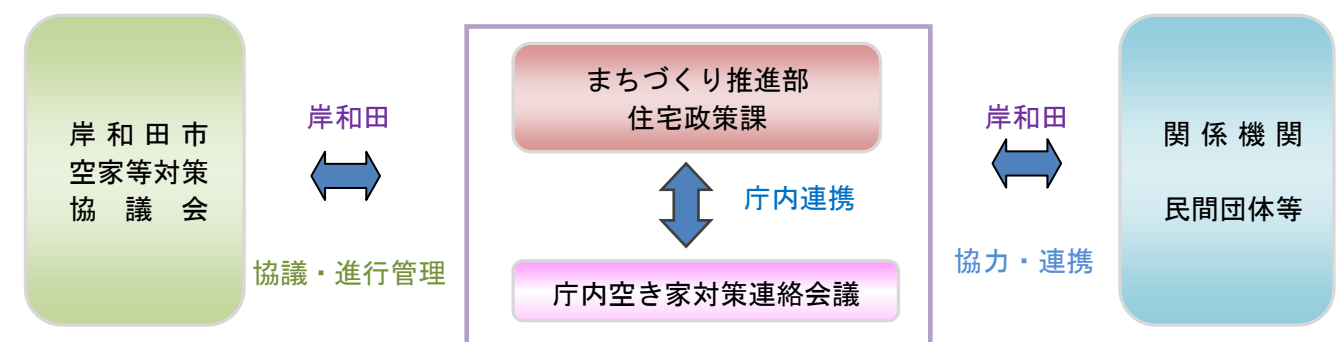 岸和田市
空家等対策
協議会
岸和田
協議・進行管理
まちづくり推進部
住宅政策課
庁内連携
庁内空き家対策連絡会議
岸和田
協力・連携
関係機関
民間団体等